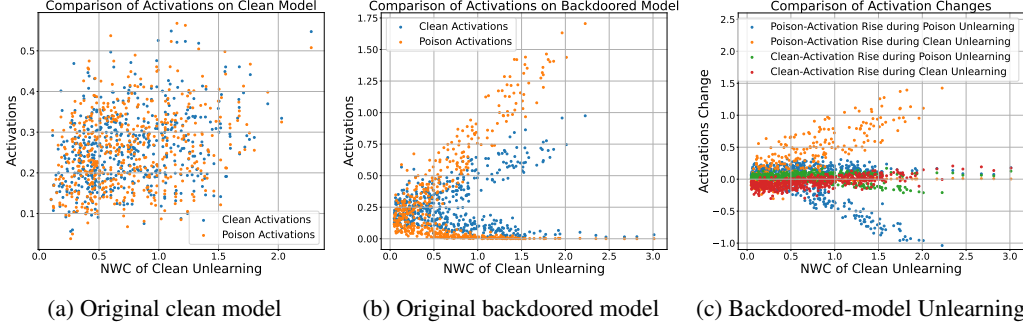 Comparison of Activations on Clean Model
Activations
0.5
0.4
0.3
0.2
0.1
Clean Activations
Poison Activations
0.0
0.5
1.0
1.5
2.0
NWC of Clean Unlearning
(a) Original clean model
Comparison of Activations on Backdoored Model
Activations
1.75
1.50
1.25
1.00
0.75
0.50
0.25
0.00
Clean Activations
Poison Activations
0.0
0.5
1.0
1.5
2.0
2.5
3.0
NWC of Clean Unlearning
(b) Original backdoored model
Comparison of Activation Changes
Activations Change
2.5
2.0
1.5
1.0
0.5
0.0
−0.5
−1.0
Poison-Activation Rise during Poison Unlearning
Poison-Activation Rise during Clean Unlearning
Clean-Activation Rise during Poison Unlearning
Clean-Activation Rise during Clean Unlearning
0.0
0.5
1.0
1.5
2.0
2.5
3.0
NWC of Clean Unlearning
(c) Backdoored-model Unlearning